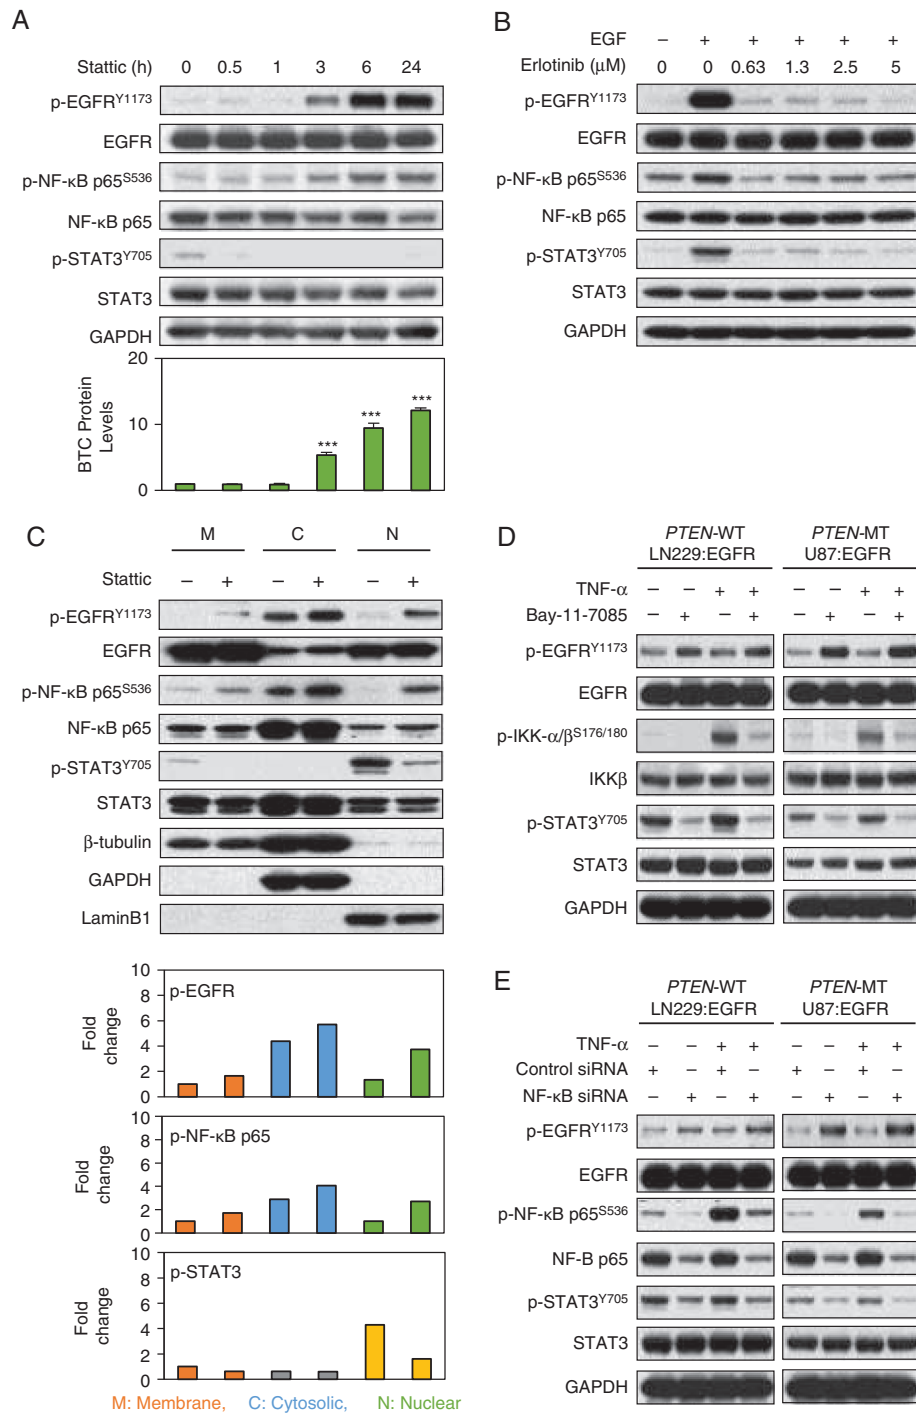 A
Stattic (h) 0 0.5 1 3 6 24
p-EGFRY1173
EGFR
p-NF-κB p65S536
NF-κB p65
p-STAT3Y705
STAT3
GAPDH
20
10
0
BTC Protein
Levels
*** *** ***
B
EGF – + + + + +
Erlotinib (μM) 0 0 0.63 1.3 2.5 5
p-EGFRY1173
EGFR
p-NF-κB p65S536
NF-κB p65
p-STAT3Y705
STAT3
GAPDH
C
M C N
Stattic – + – + – +
p-EGFRY1173
EGFR
p-NF-κB p65S536
NF-κB p65
p-STAT3Y705
STAT3
β-tubulin
GAPDH
LaminB1
p-EGFR
Fold
change
10
8
6
4
2
0
p-NF-κB p65
Fold
change
10
8
6
4
2
0
p-STAT3
Fold
change
10
8
6
4
2
0
M: Membrane, C: Cytosolic, N: Nuclear
D
PTEN-WT PTEN-MT
LN229:EGFR U87:EGFR
TNF-α – – + + – – + +
Bay-11-7085 – + – + – + – +
p-EGFRY1173
EGFR
p-IKK-α/βS176/180
IKKβ
p-STAT3Y705
STAT3
GAPDH
E
PTEN-WT PTEN-MT
LN229:EGFR U87:EGFR
TNF-α – – + + – – + +
Control siRNA + – + – + – + –
NF-κB siRNA – + – + – + – +
p-EGFRY1173
EGFR
p-NF-κB p65S536
NF-B p65
p-STAT3Y705
STAT3
GAPDH